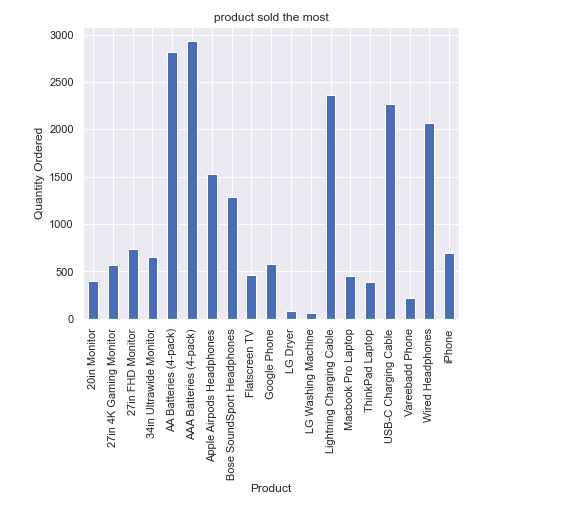 product sold the most
3000
2500
2000
1500
1000
500
0
Quantity Ordered
20in Monitor
27in 4K Gaming Monitor
27in FHD Monitor
34in Ultrawide Monitor
AA Batteries (4-pack)
AAA Batteries (4-pack)
Apple Airpods Headphones
Bose SoundSport Headphones
Flatscreen TV
Google Phone
LG Dryer
LG Washing Machine
Lightning Charging Cable
Macbook Pro Laptop
ThinkPad Laptop
USB-C Charging Cable
Vareebadd Phone
Wired Headphones
iPhone
Product